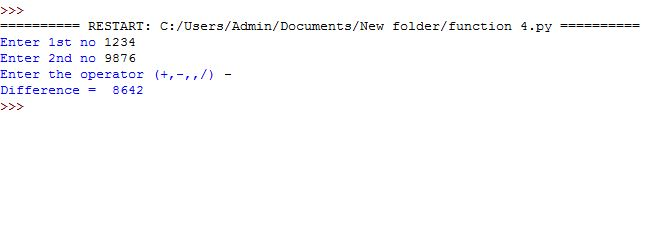 >>>
========== RESTART: C:/Users/Admin/Documents/New folder/function 4.py ==========
Enter 1st no 1234
Enter 2nd no 9876
Enter the operator (+,-,,/) -
Difference =  8642
>>>